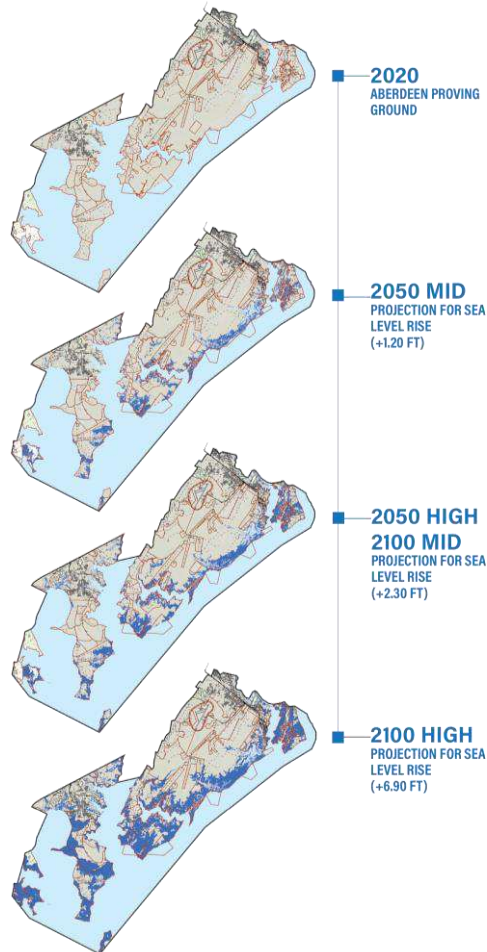 2020
ABERDEEN PROVING
GROUND
2050 MID
PROJECTION FOR SEA
LEVEL RISE
(+1.20 FT)
2050 HIGH
2100 MID
PROJECTION FOR SEA
LEVEL RISE
(+2.30 FT)
2100 HIGH
PROJECTION FOR SEA
LEVEL RISE
(+6.90 FT)